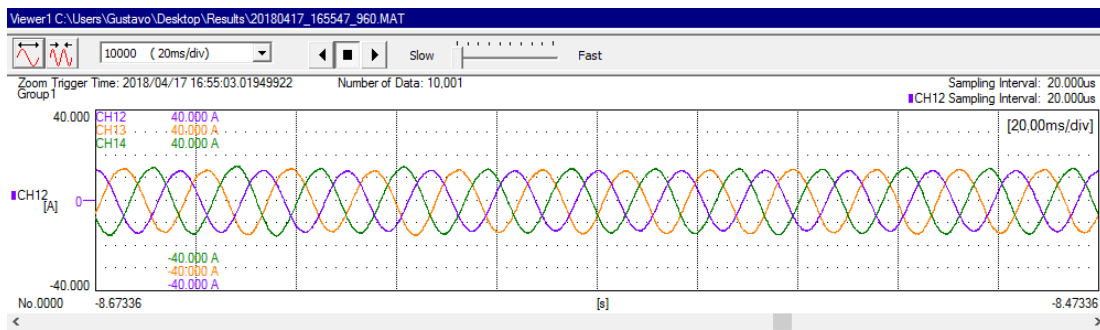 Viewer1 C:\Users\Gustavo\Desktop\Results\20180417_165547_960.MAT
10000 ( 20ms/div) Slow Fast
Zoom Trigger Time: 2018/04/17 16:55:03.01949922 Number of Data: 10,001 Sampling Interval: 20.000us
Group1 CH12 Sampling Interval: 20.000us
40.000 CH12 40.000 A
CH13 40.000 A [20.00ms/div]
CH14 40.000 A
CH12 0
[A]
-40.000 A
-40.000 A
-40.000 -40.000 A
No.0000 -8.67336 [s] -8.47336